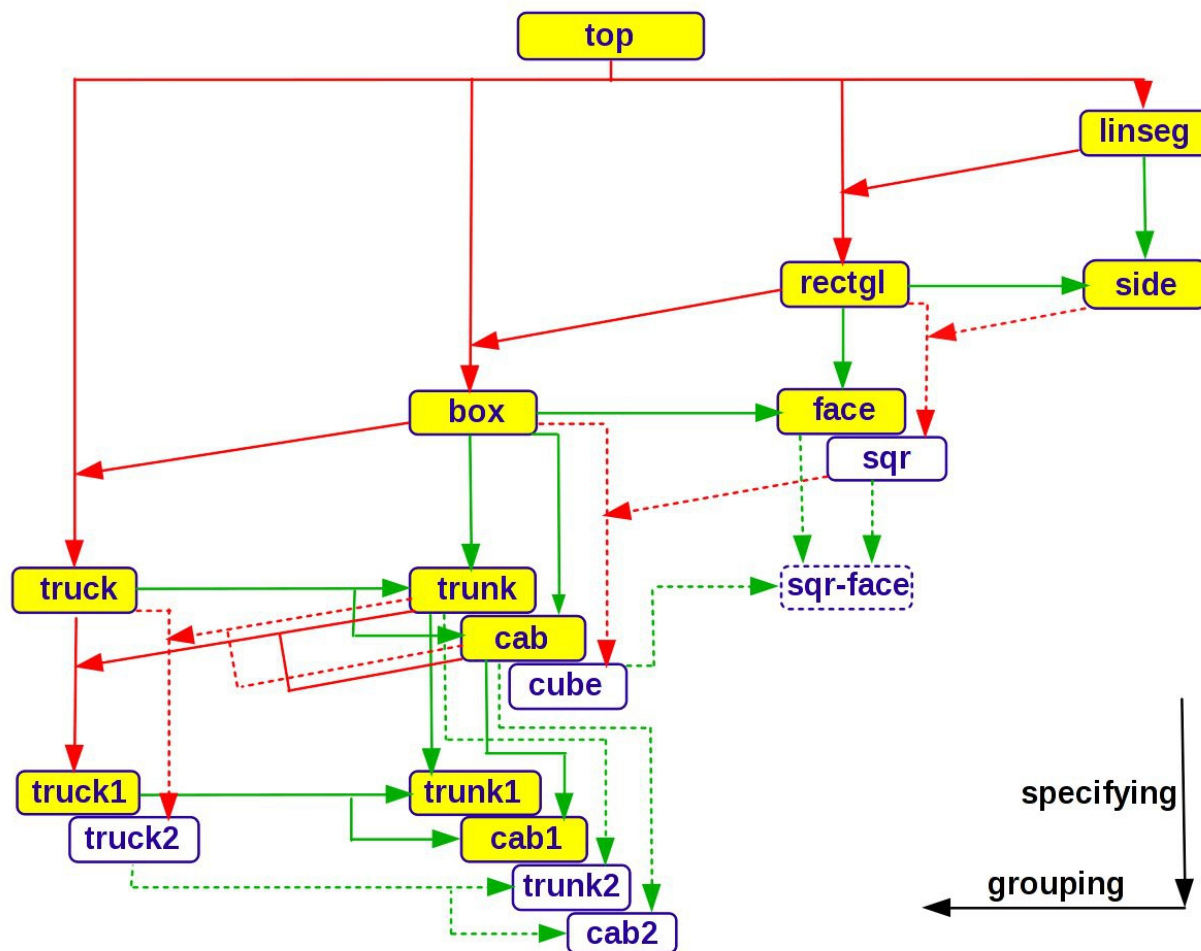 top
linseg
rectgl
side
box
face
sqr
truck
trunk
sqr-face
cab
cube
truck1
trunk1
specifying
truck2
cab1
trunk2
grouping
cab2